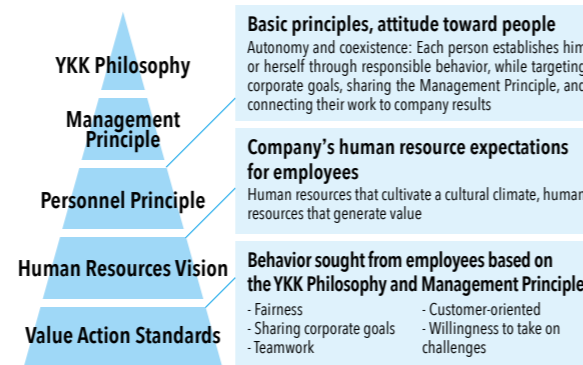 YKK Philosophy
Management
Principle
Personnel Principle
Human Resources Vision
Value Action Standards
Basic principles, attitude toward people
Autonomy and coexistence: Each person establishes him
or herself through responsible behavior, while targeting
corporate goals, sharing the Management Principle, and
connecting their work to company results
Company's human resource expectations
for employees
Human resources that cultivate a cultural climate, human
resources that generate value
Behavior sought from employees based on
the YKK Philosophy and Management Principle
- Fairness
- Sharing corporate goals
- Teamwork
- Customer-oriented
- Willingness to take on
challenges